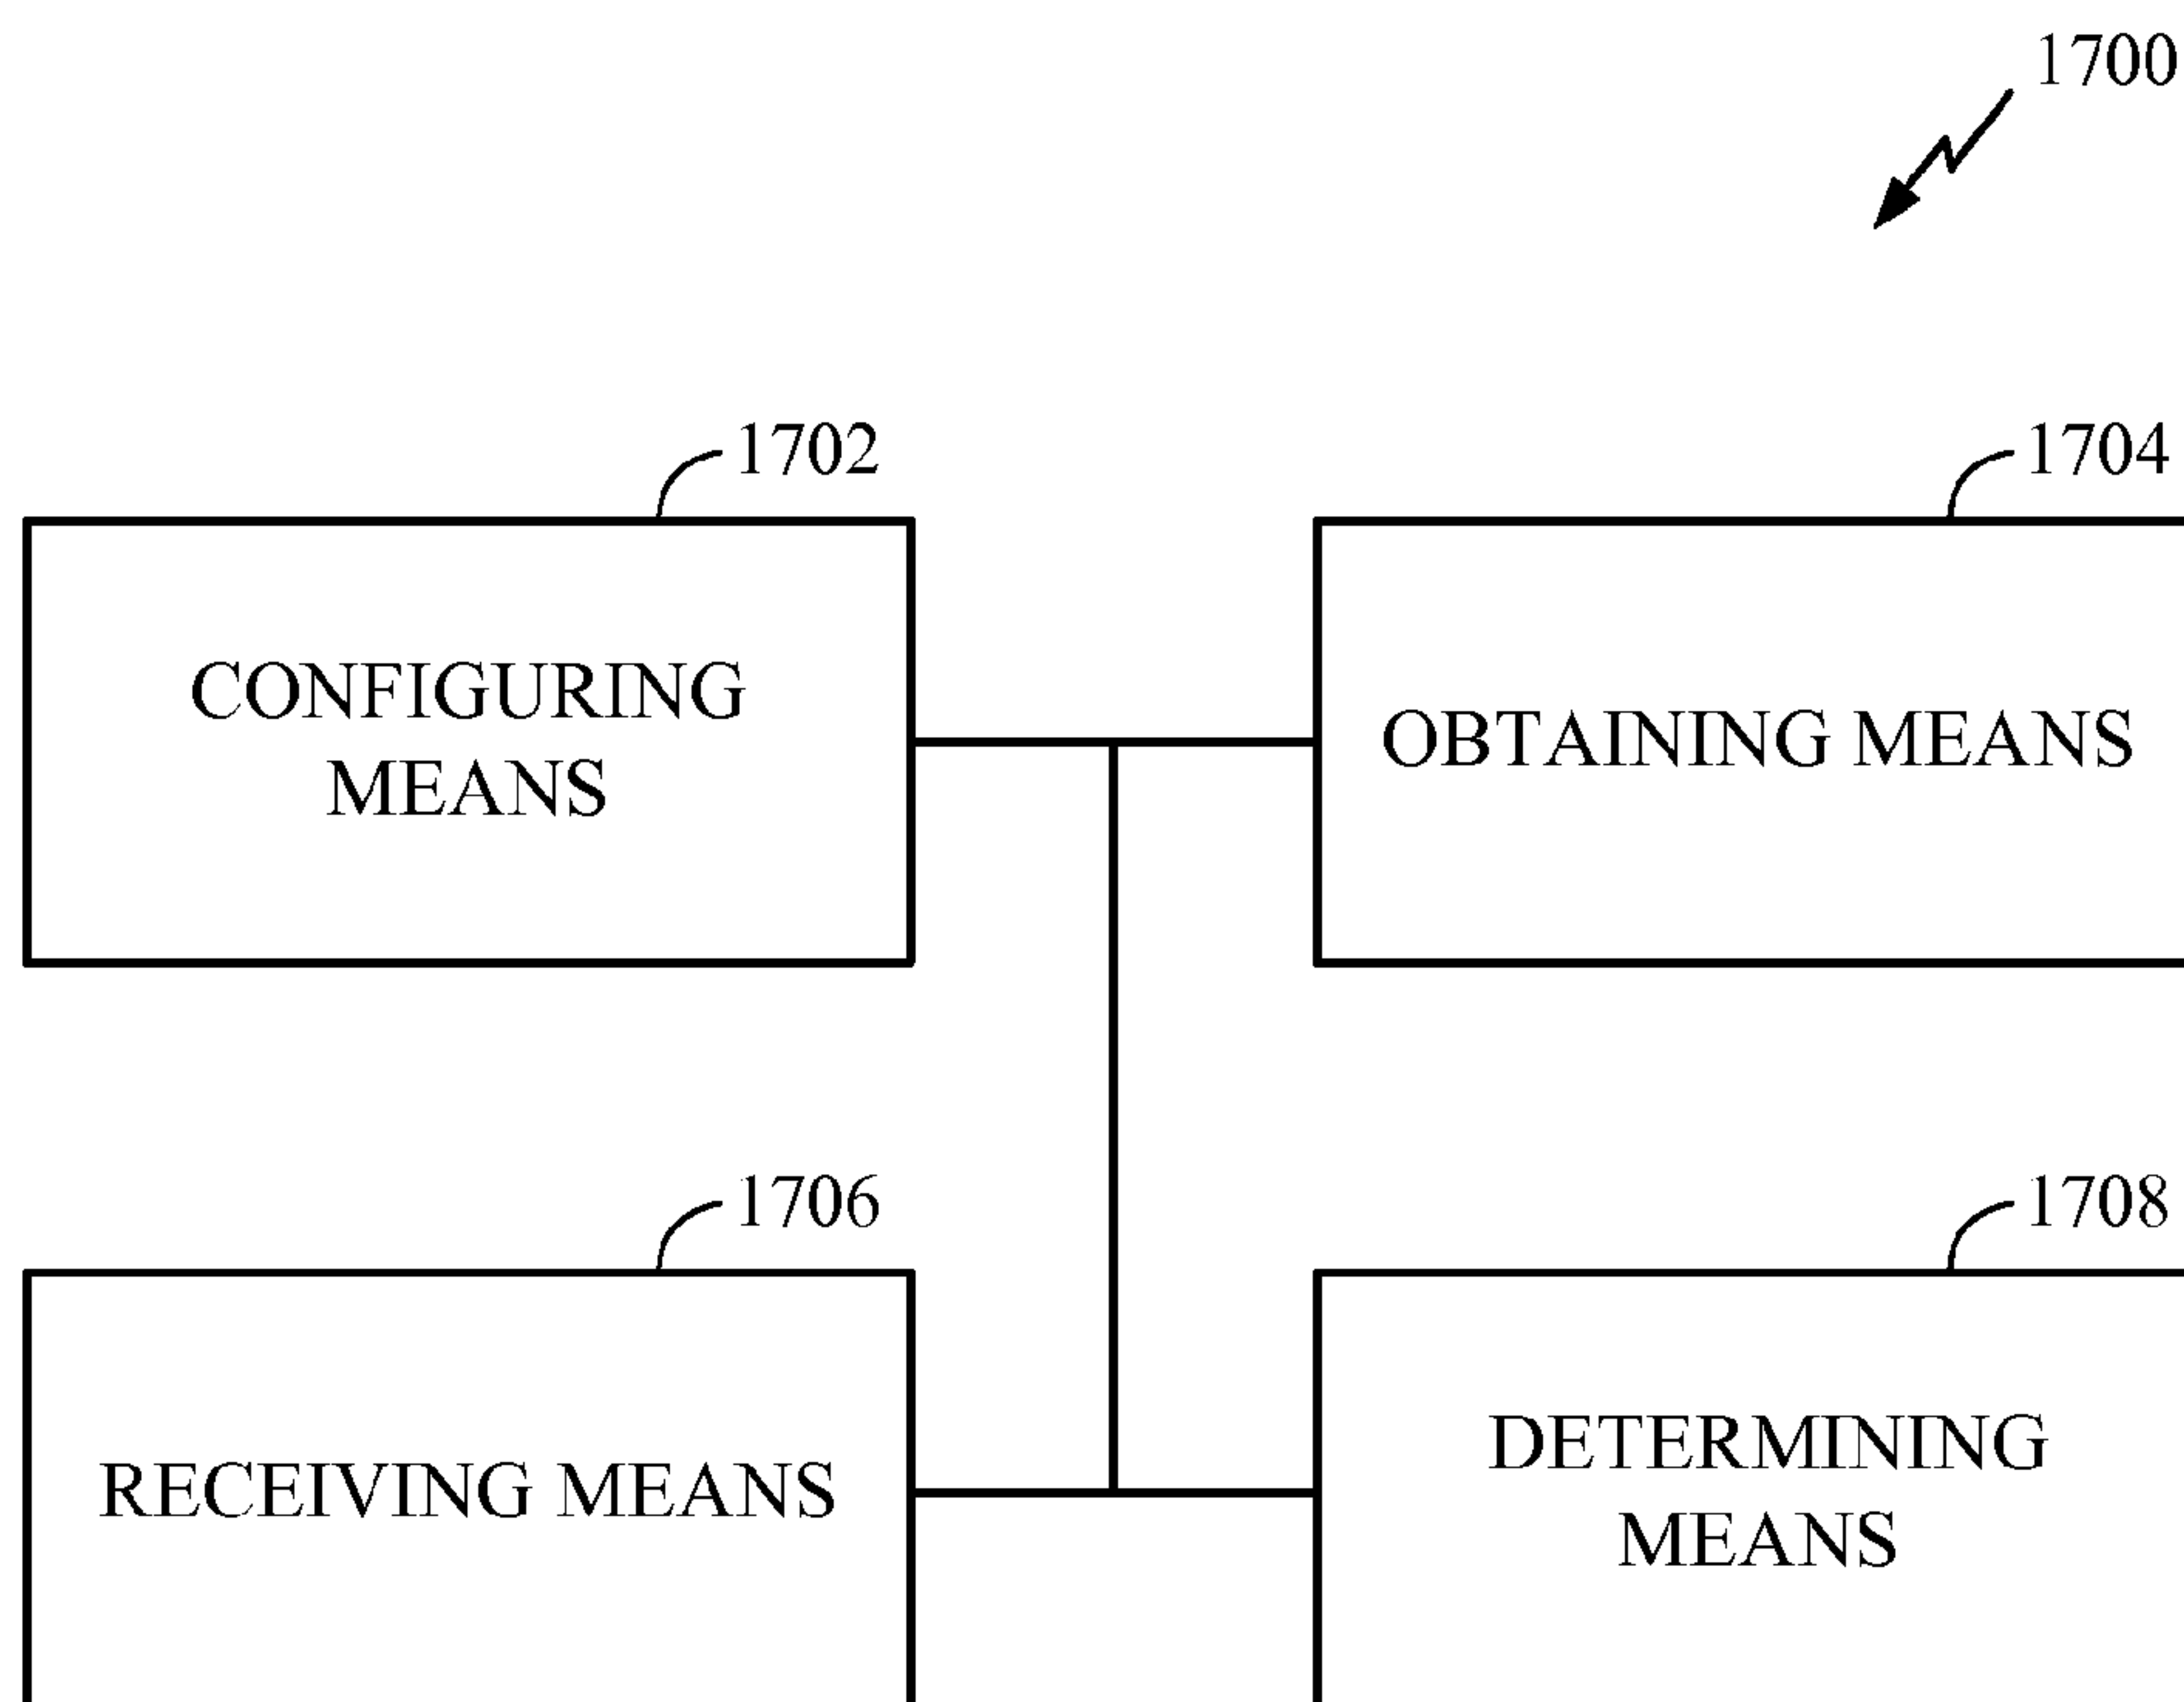 1700
1702
1704
CONFIGURING
MEANS
OBTAINING MEANS
1706
1708
RECEIVING MEANS
DETERMINING
MEANS